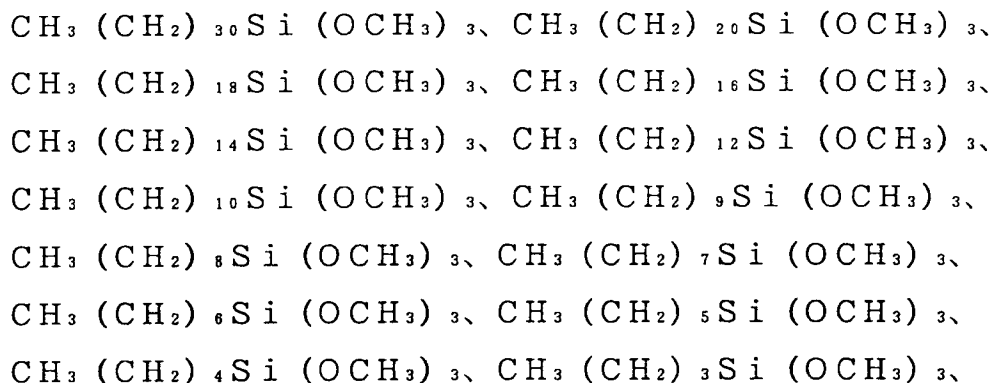 CH₃(CH₂)₃₀Si(OCH₃)₃、CH₃(CH₂)₂₀Si(OCH₃)₃、
CH₃(CH₂)₁₈Si(OCH₃)₃、CH₃(CH₂)₁₆Si(OCH₃)₃、
CH₃(CH₂)₁₄Si(OCH₃)₃、CH₃(CH₂)₁₂Si(OCH₃)₃、
CH₃(CH₂)₁₀Si(OCH₃)₃、CH₃(CH₂)₉Si(OCH₃)₃、
CH₃(CH₂)₈Si(OCH₃)₃、CH₃(CH₂)₇Si(OCH₃)₃、
CH₃(CH₂)₆Si(OCH₃)₃、CH₃(CH₂)₅Si(OCH₃)₃、
CH₃(CH₂)₄Si(OCH₃)₃、CH₃(CH₂)₃Si(OCH₃)₃、